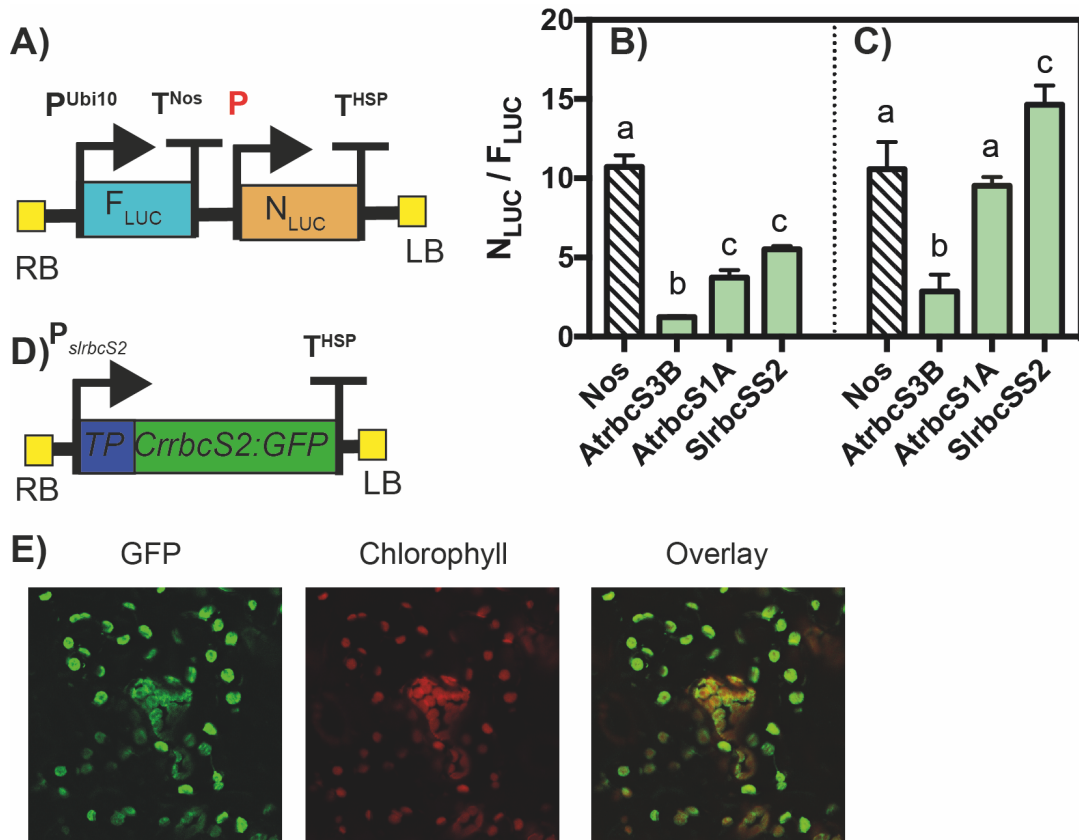 A)
P^Ubi10 T^Nos P T^HSP
F_LUC N_LUC
RB LB
D) P_slrbcS2 T^HSP
TP CrrbcS2:GFP
RB LB
B) C)
N_LUC / F_LUC
20
15
10
5
0
a b c c a b a c
Nos AtrbcS3B AtrbcS1A SlrbcSS2 Nos AtrbcS3B AtrbcS1A SlrbcSS2
E) GFP Chlorophyll Overlay